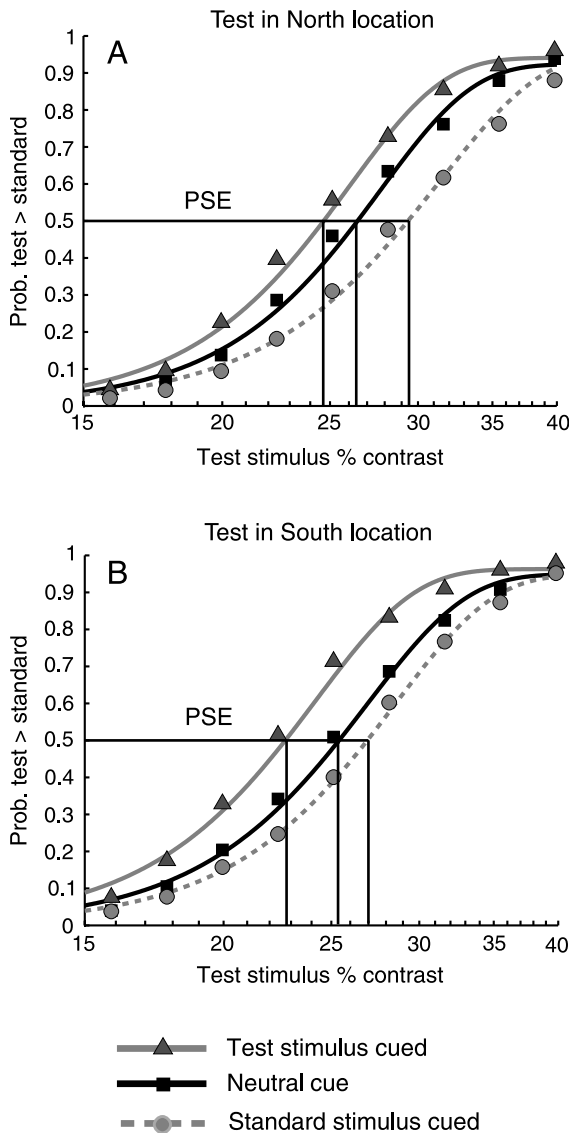 Test in North location
A
1
0.9
0.8
0.7
0.6
0.5
0.4
0.3
0.2
0.1
0
Prob. test > standard
PSE
15 20 25 30 35 40
Test stimulus % contrast
Test in South location
B
1
0.9
0.8
0.7
0.6
0.5
0.4
0.3
0.2
0.1
0
Prob. test > standard
PSE
15 20 25 30 35 40
Test stimulus % contrast
Test stimulus cued
Neutral cue
Standard stimulus cued